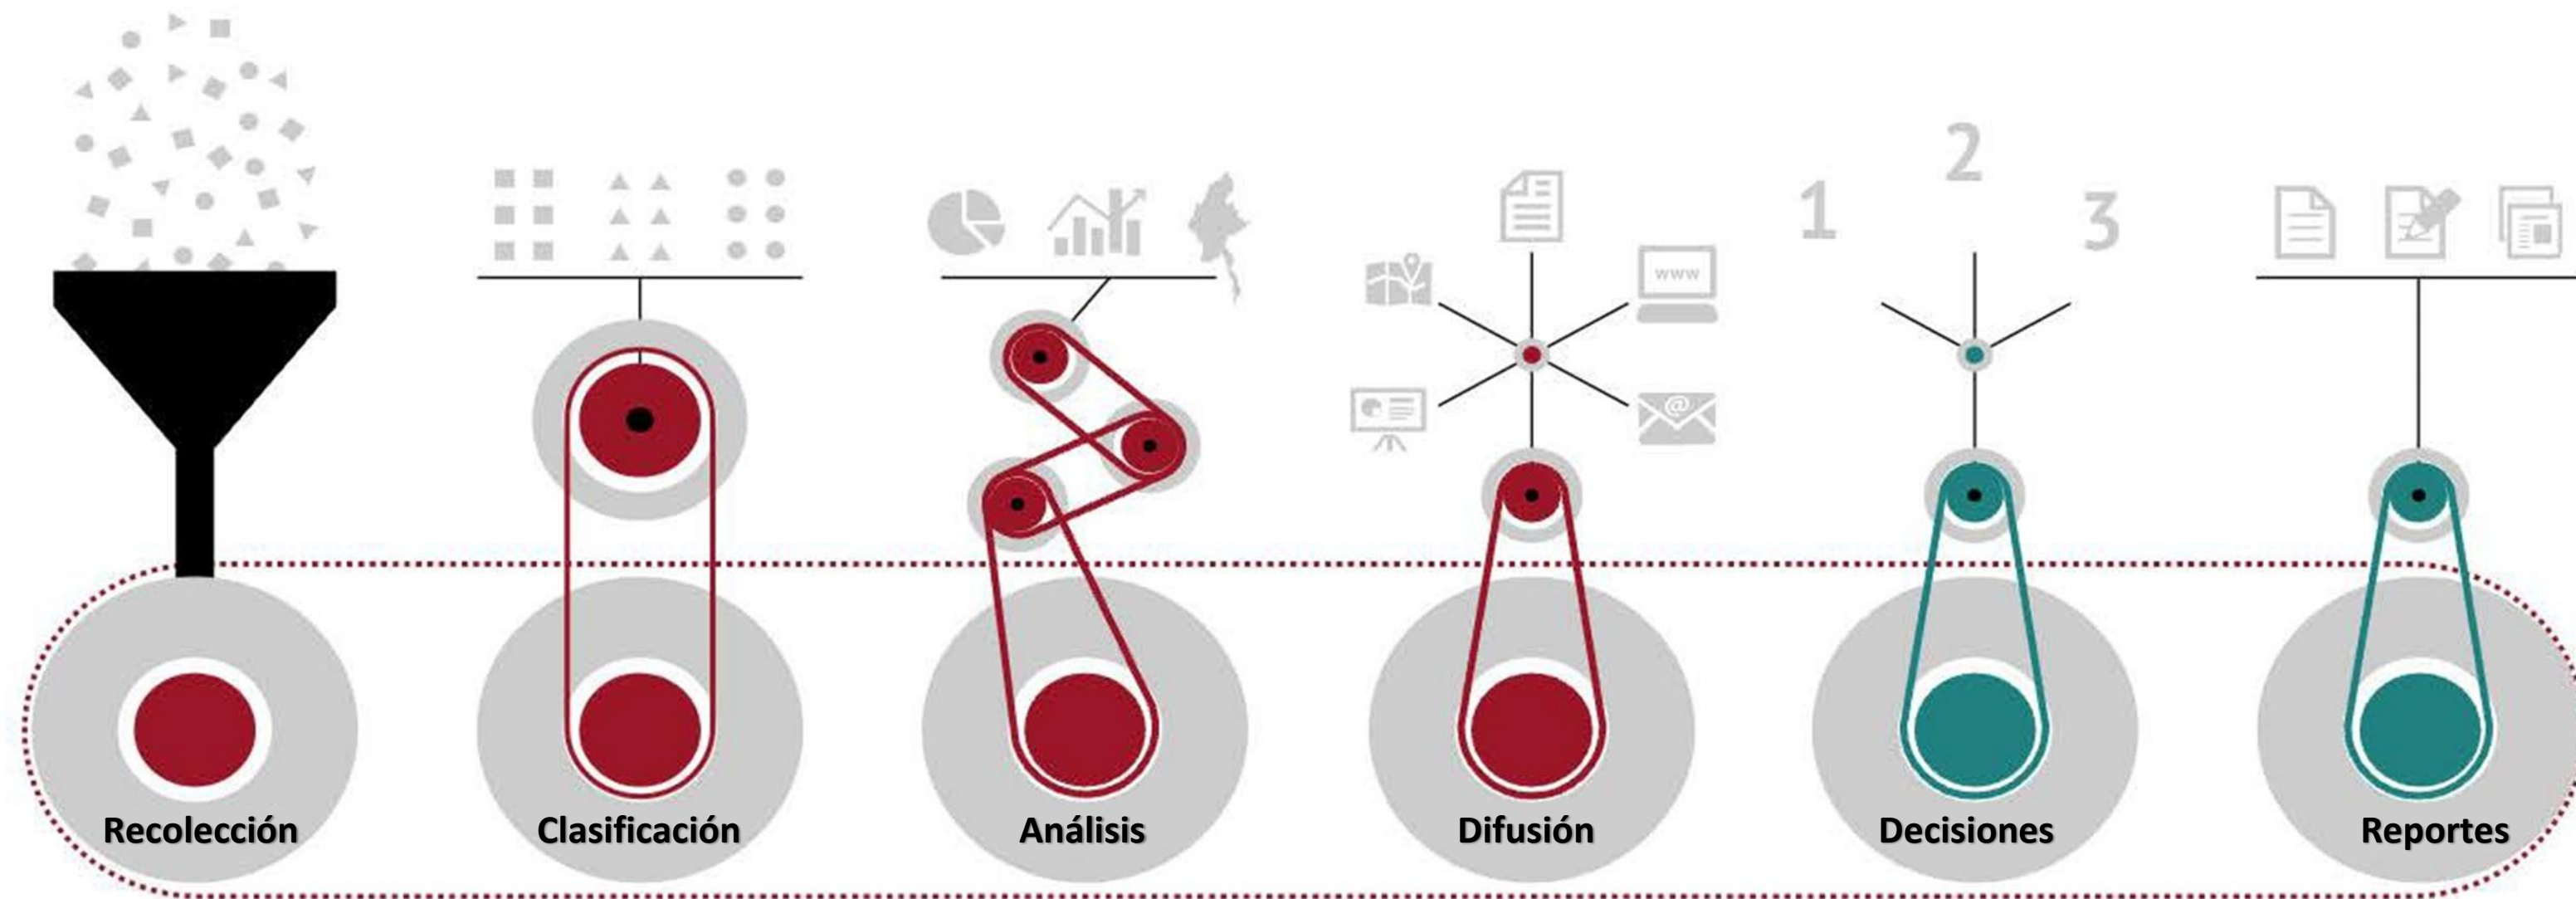 2
1
3
www
@
Recolección
Clasificación
Análisis
Difusión
Decisiones
Reportes